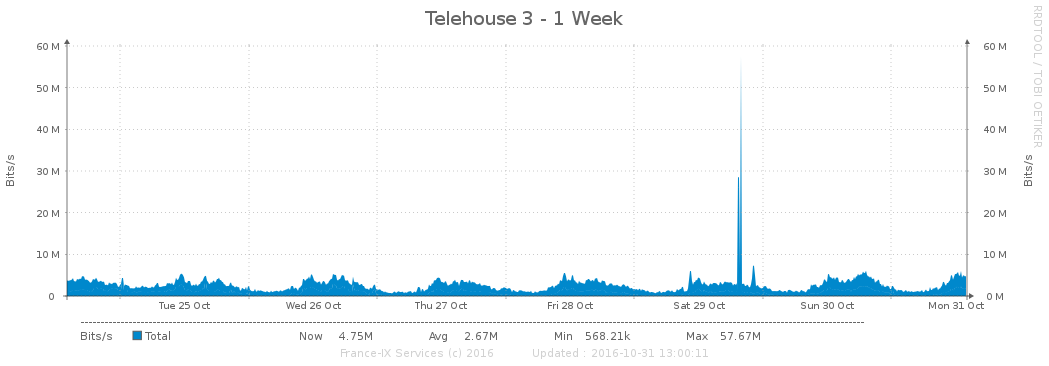 Telehouse 3 - 1 Week
RRDTOOL / TOBI OETIKER
60 M 60 M
50 M 50 M
40 M 40 M
30 M 30 M
20 M 20 M
10 M 10 M
0 0 M
Bits/s
Bits/s
Tue 25 Oct Wed 26 Oct Thu 27 Oct Fri 28 Oct Sat 29 Oct Sun 30 Oct Mon 31 Oct
Bits/s Total Now 4.75M Avg 2.67M Min 568.21k Max 57.67M
France-IX Services (c) 2016 Updated : 2016-10-31 13:00:11